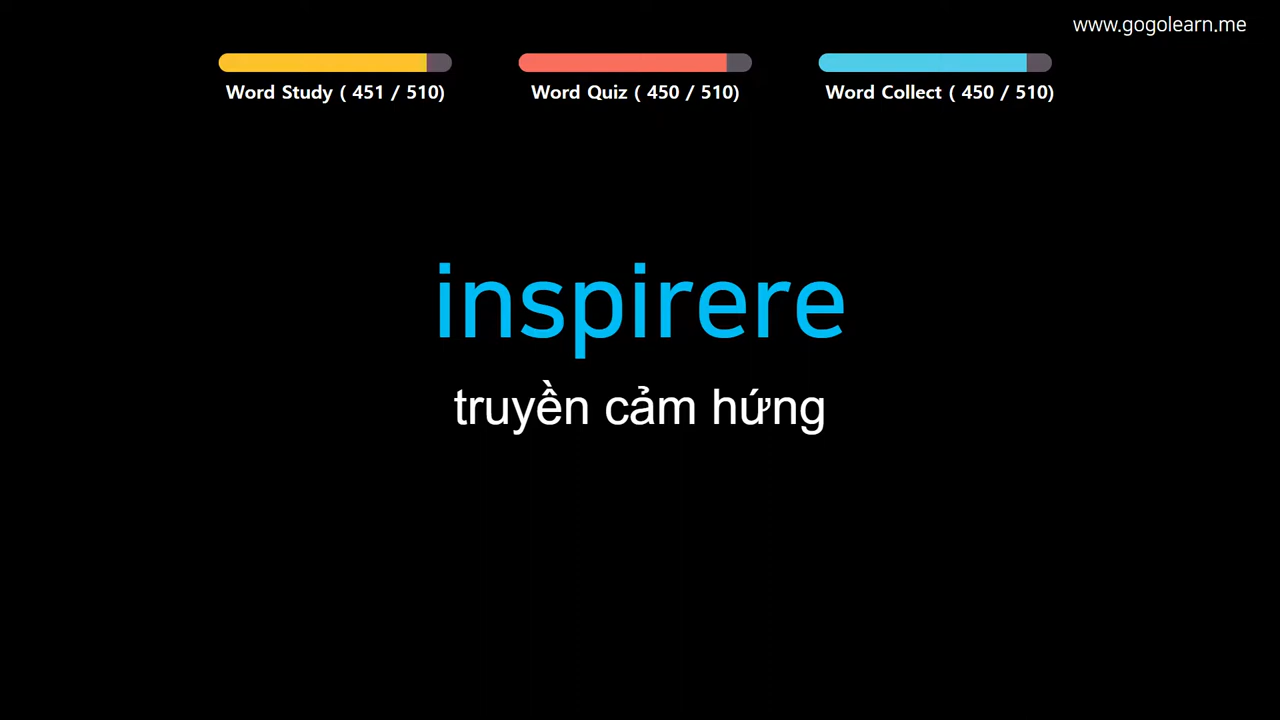 www.gogolearn.me
Word Study ( 451 / 510)
Word Quiz ( 450 / 510)
Word Collect ( 450 / 510)
inspirere
truyền cảm hứng